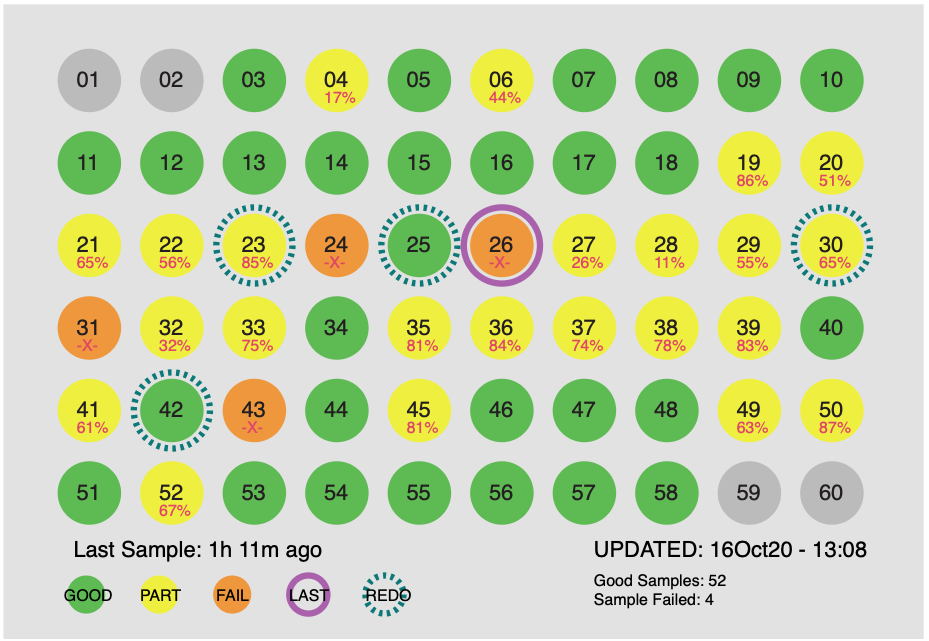 01 02 03 04 05 06 07 08 09 10
17% 44%
11 12 13 14 15 16 17 18 19 20
86% 51%
21 22 23 24 25 26 27 28 29 30
65% 56% 85% -X- -X- 26% 11% 55% 65%
31 32 33 34 35 36 37 38 39 40
-X- 32% 75% 81% 84% 74% 78% 83%
41 42 43 44 45 46 47 48 49 50
61% -X- 81% 63% 87%
51 52 53 54 55 56 57 58 59 60
67%
Last Sample: 1h 11m ago
UPDATED: 16Oct20 - 13:08
GOOD PART FAIL LAST REDO
Good Samples: 52
Sample Failed: 4